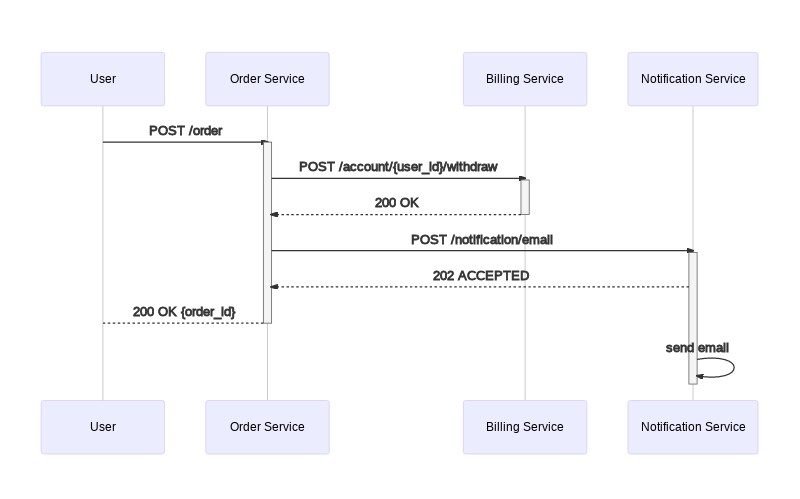 User
Order Service
Billing Service
Notification Service
POST /order
POST /account/{user_id}/withdraw
200 OK
POST /notification/email
202 ACCEPTED
200 OK {order_id}
send email
User
Order Service
Billing Service
Notification Service